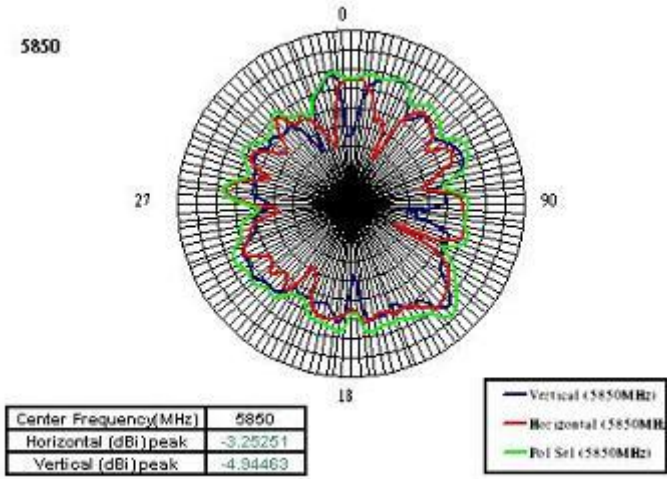 0
5850
27
90
18
Center Frequency(MHz) 5850
Horizontal (dBi)peak -3.25251
Vertical (dBi)peak -4.94463
Vertical (5850MHz)
Horizontal (5850MHz
Pol Sel (5850MHz)